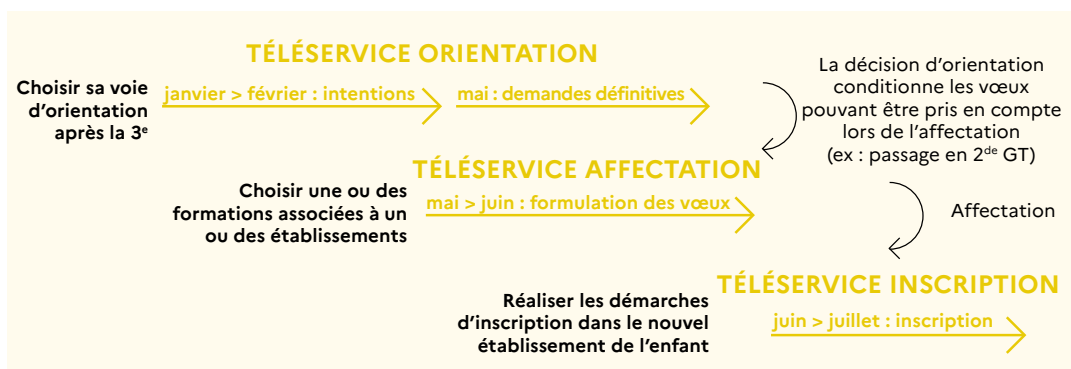 TÉLÉSERVICE ORIENTATION
Choisir sa voie
d’orientation
après la 3e
janvier > février : intentions
mai : demandes définitives
La décision d’orientation
conditionne les vœux
pouvant être pris en compte
lors de l’affectation
(ex : passage en 2de GT)
TÉLÉSERVICE AFFECTATION
Choisir une ou des
formations associées à un
ou des établissements
mai > juin : formulation des vœux
Affectation
TÉLÉSERVICE INSCRIPTION
Réaliser les démarches
d’inscription dans le nouvel
établissement de l’enfant
juin > juillet : inscription